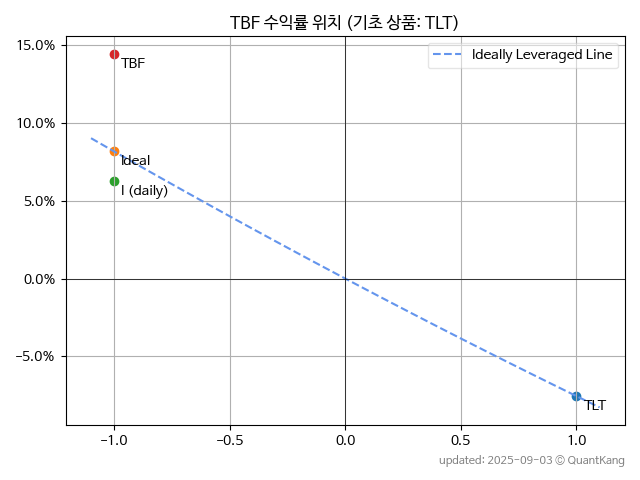 TBF 수익률 위치 (기초 상품: TLT)
15.0%
10.0%
5.0%
0.0%
−5.0%
TBF
Ideal
I (daily)
TLT
Ideally Leveraged Line
−1.0
−0.5
0.0
0.5
1.0
updated: 2025-09-03 © QuantKang